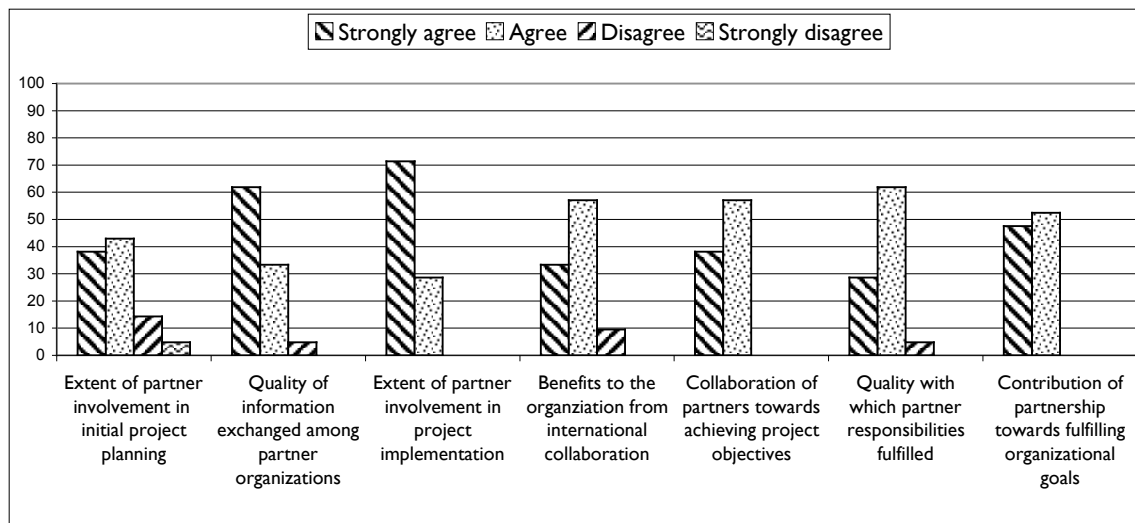 Strongly agree Agree Disagree Strongly disagree
100
90
80
70
60
50
40
30
20
10
0
Extent of partner
involvement in
initial project
planning
Quality of
information
exchanged among
partner
organizations
Extent of partner
involvement in
project
implementation
Benefits to the
organziation from
international
collaboration
Collaboration of
partners towards
achieving project
objectives
Quality with
which partner
responsibilities
fulfilled
Contribution of
partnership
towards fulfilling
organizational
goals